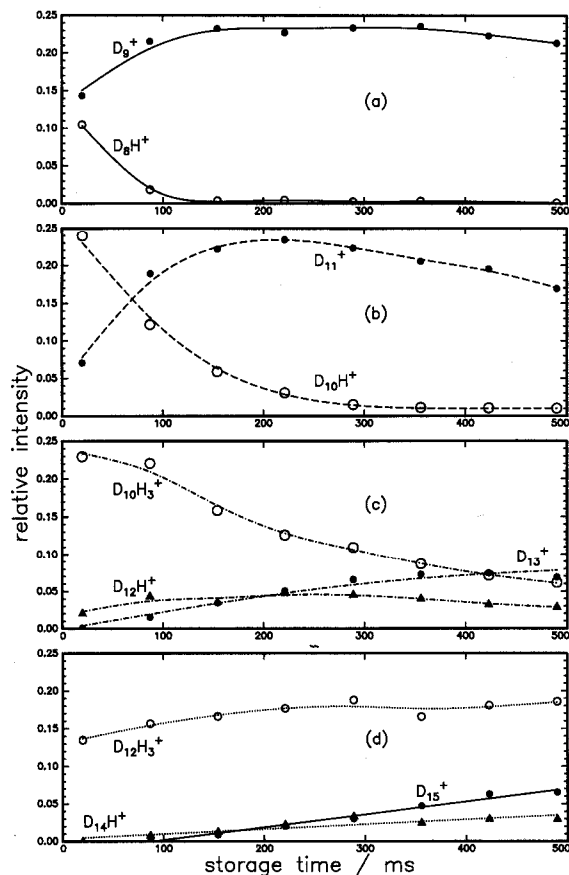 0.25
D₉⁺
0.20
0.15
(a)
0.10
D₈H⁺
0.05
0.00
0 100 200 300 400 500
0.25
0.20
D₁₁⁺
0.15
(b)
0.10
D₁₀H⁺
0.05
0.00
0 100 200 300 400 500
relative intensity
0.25
0.20
D₁₀H₃⁺
(c)
0.15
0.10
D₁₃⁺
D₁₂H⁺
0.05
0.00
0 100 200 300 400 500
0.25
0.20
0.15
D₁₂H₃⁺
(d)
0.10
D₁₅⁺
0.05
D₁₄H⁺
0.00
0 100 200 300 400 500
storage time / ms